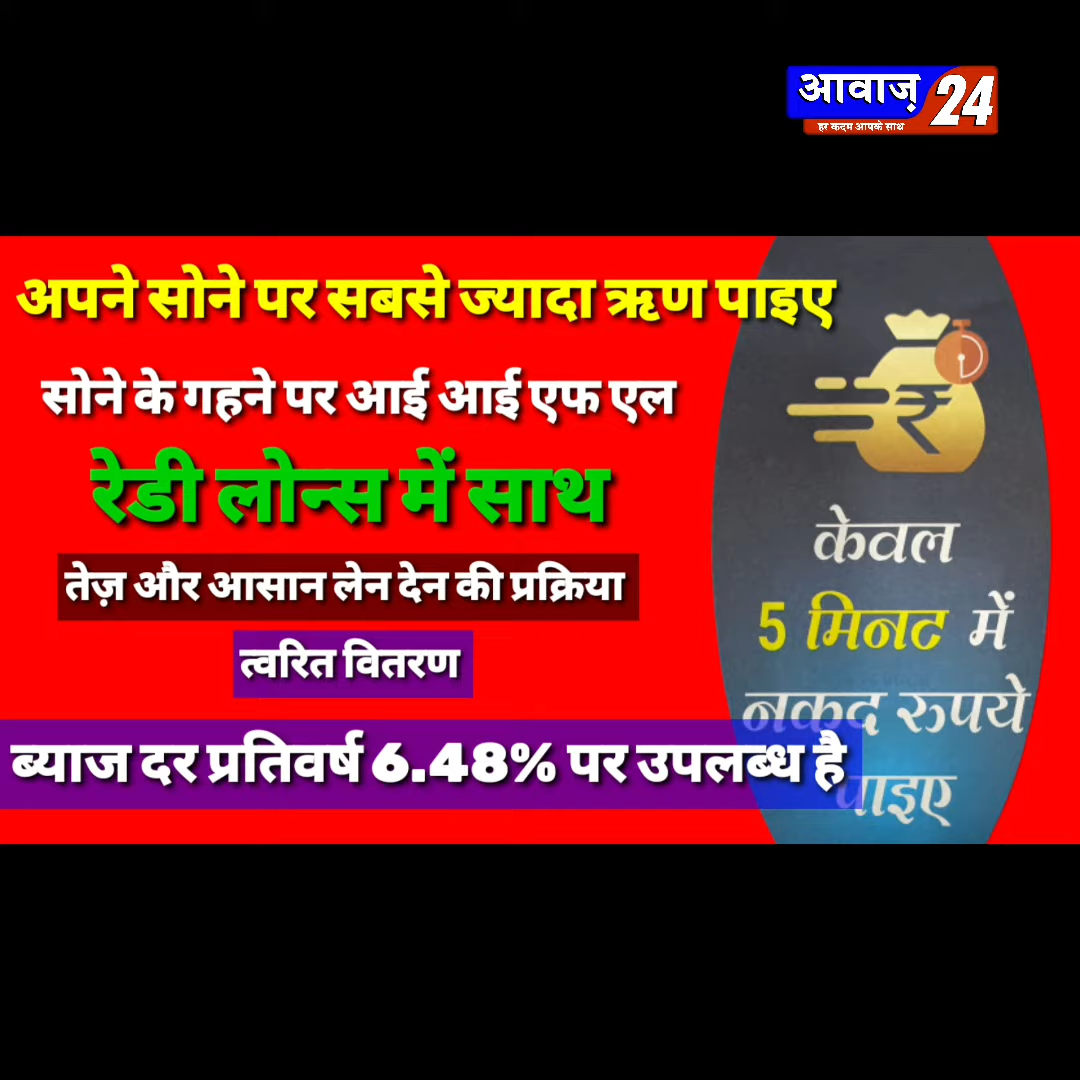 आवाज़ 24
हर कदम आपके साथ
अपने सोने पर सबसे ज्यादा ऋण पाइए
सोने के गहने पर आई आई एफ एल
रेडी लोन्स में साथ
तेज़ और आसान लेन देन की प्रक्रिया
त्वरित वितरण
ब्याज दर प्रतिवर्ष 6.48% पर उपलब्ध है
₹
केवल
5 मिनट में
नकद रुपये
पाइए